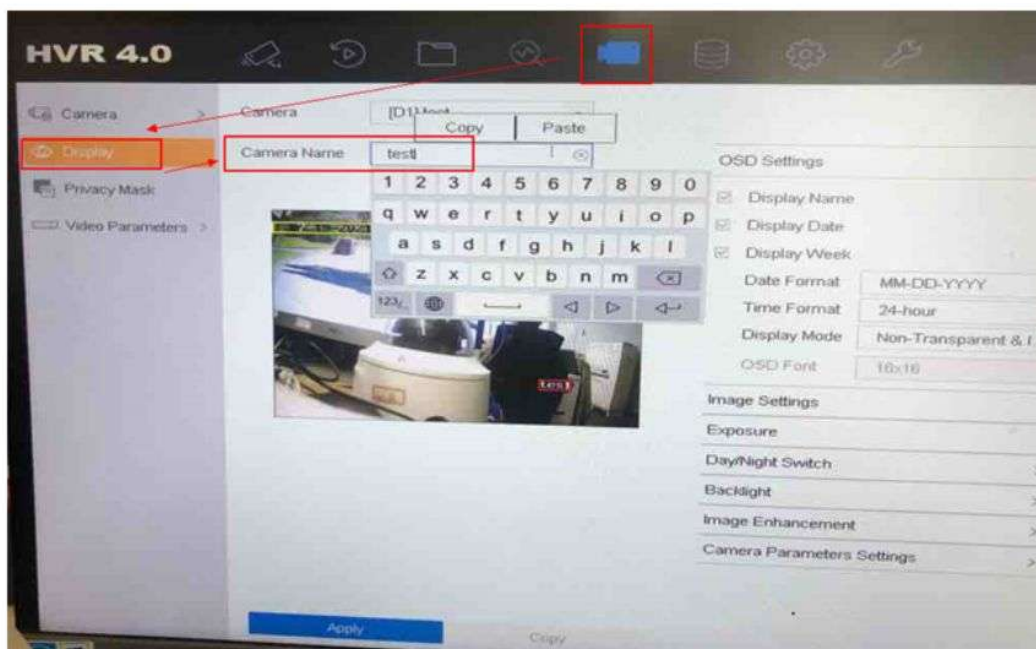 HVR 4.0
Camera
Display
Privacy Mask
Video Parameters
Camera
[D1] test
Copy
Paste
Camera Name
test
1 2 3 4 5 6 7 8 9 0
q w e r t y u i o p
a s d f g h j k l
z x c v b n m
test
OSD Settings
Display Name
Display Date
Display Week
Date Format
MM-DD-YYYY
Time Format
24-hour
Display Mode
Non-Transparent &
OSD Font
16x16
Image Settings
Exposure
Day/Night Switch
Backlight
Image Enhancement
Camera Parameters Settings
Apply
Copy